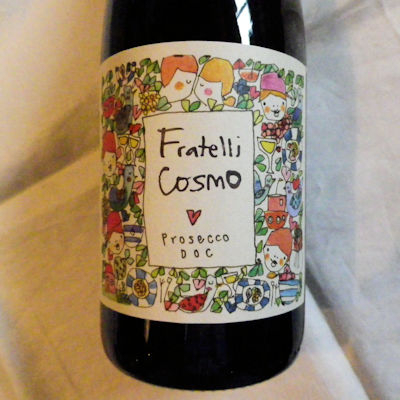 Fratelli
Cosmo
Prosecco
DOC